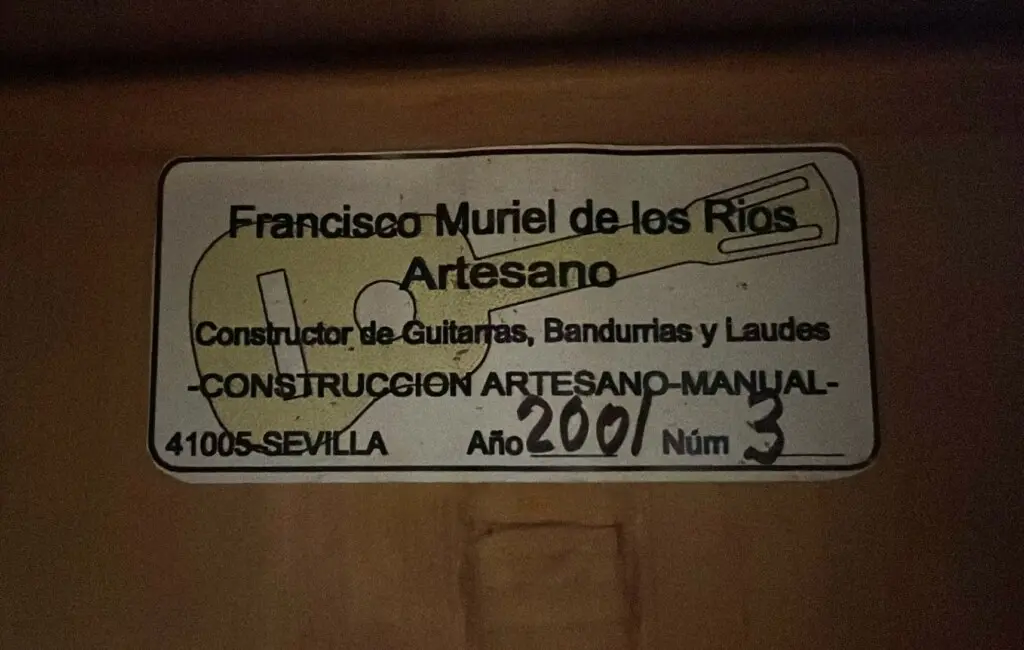 Francisco Muriel de los Rios
Artesano
Constructor de Guitarras, Bandurrias y Laudes
-CONSTRUCCION ARTESANO-MANUAL-
41005-SEVILLA Año 2001 Núm 3